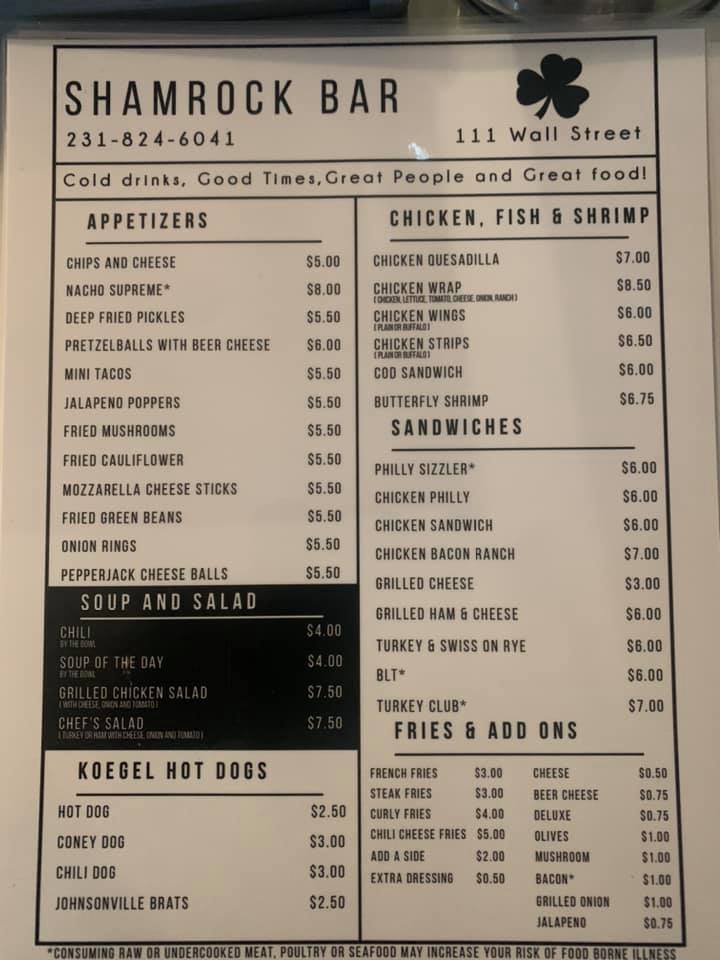 SHAMROCK BAR
231-824-6041
111 Wall Street
Cold drinks, Good Times,Great People and Great food!
APPETIZERS
CHIPS AND CHEESE $5.00
NACHO SUPREME* $8.00
DEEP FRIED PICKLES $5.50
PRETZELBALLS WITH BEER CHEESE $6.00
MINI TACOS $5.50
JALAPENO POPPERS $5.50
FRIED MUSHROOMS $5.50
FRIED CAULIFLOWER $5.50
MOZZARELLA CHEESE STICKS $5.50
FRIED GREEN BEANS $5.50
ONION RINGS $5.50
PEPPERJACK CHEESE BALLS $5.50
SOUP AND SALAD
CHILI $4.00
BY THE BOWL
SOUP OF THE DAY $4.00
BY THE BOWL
GRILLED CHICKEN SALAD $7.50
( WITH CHEESE, ONION AND TOMATO )
CHEF'S SALAD $7.50
( TURKEY OR HAM WITH CHEESE, ONION AND TOMATO )
KOEGEL HOT DOGS
HOT DOG $2.50
CONEY DOG $3.00
CHILI DOG $3.00
JOHNSONVILLE BRATS $2.50
CHICKEN, FISH & SHRIMP
CHICKEN QUESADILLA $7.00
CHICKEN WRAP $8.50
( CHICKEN, LETTUCE, TOMATO, CHEESE, ONION, RANCH )
CHICKEN WINGS $6.00
( PLAIN OR BUFFALO )
CHICKEN STRIPS $6.50
( PLAIN OR BUFFALO )
COD SANDWICH $6.00
BUTTERFLY SHRIMP $6.75
SANDWICHES
PHILLY SIZZLER* $6.00
CHICKEN PHILLY $6.00
CHICKEN SANDWICH $6.00
CHICKEN BACON RANCH $7.00
GRILLED CHEESE $3.00
GRILLED HAM & CHEESE $6.00
TURKEY & SWISS ON RYE $6.00
BLT* $6.00
TURKEY CLUB* $7.00
FRIES & ADD ONS
FRENCH FRIES $3.00
STEAK FRIES $3.00
CURLY FRIES $4.00
CHILI CHEESE FRIES $5.00
ADD A SIDE $2.00
EXTRA DRESSING $0.50
CHEESE $0.50
BEER CHEESE $0.75
DELUXE $0.75
OLIVES $1.00
MUSHROOM $1.00
BACON* $1.00
GRILLED ONION $1.00
JALAPENO $0.75
*CONSUMING RAW OR UNDERCOOKED MEAT, POULTRY OR SEAFOOD MAY INCREASE YOUR RISK OF FOOD BORNE ILLNESS